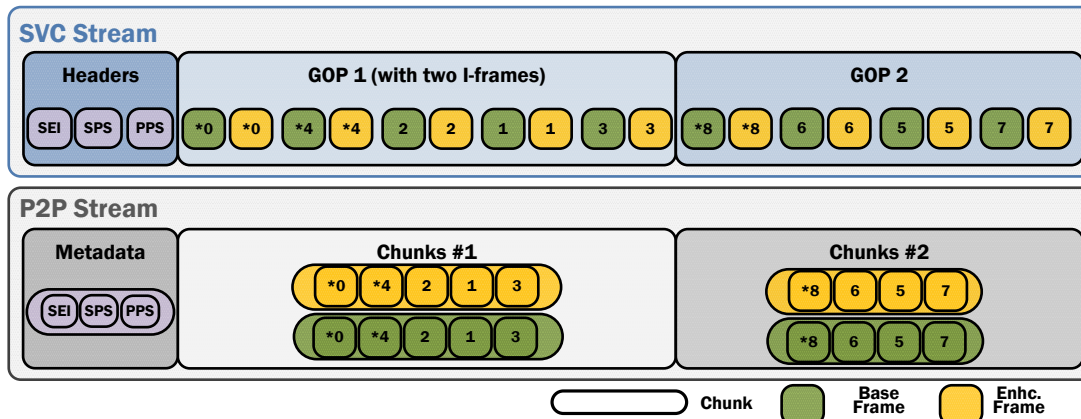 SVC Stream
Headers GOP 1 (with two I-frames) GOP 2
SEI SPS PPS *0 *0 *4 *4 2 2 1 1 3 3 *8 *8 6 6 5 5 7 7
P2P Stream
Metadata Chunks #1 Chunks #2
*0 *4 2 1 3 *8 6 5 7
SEI SPS PPS
*0 *4 2 1 3 *8 6 5 7
Chunk Base Frame Enhc. Frame